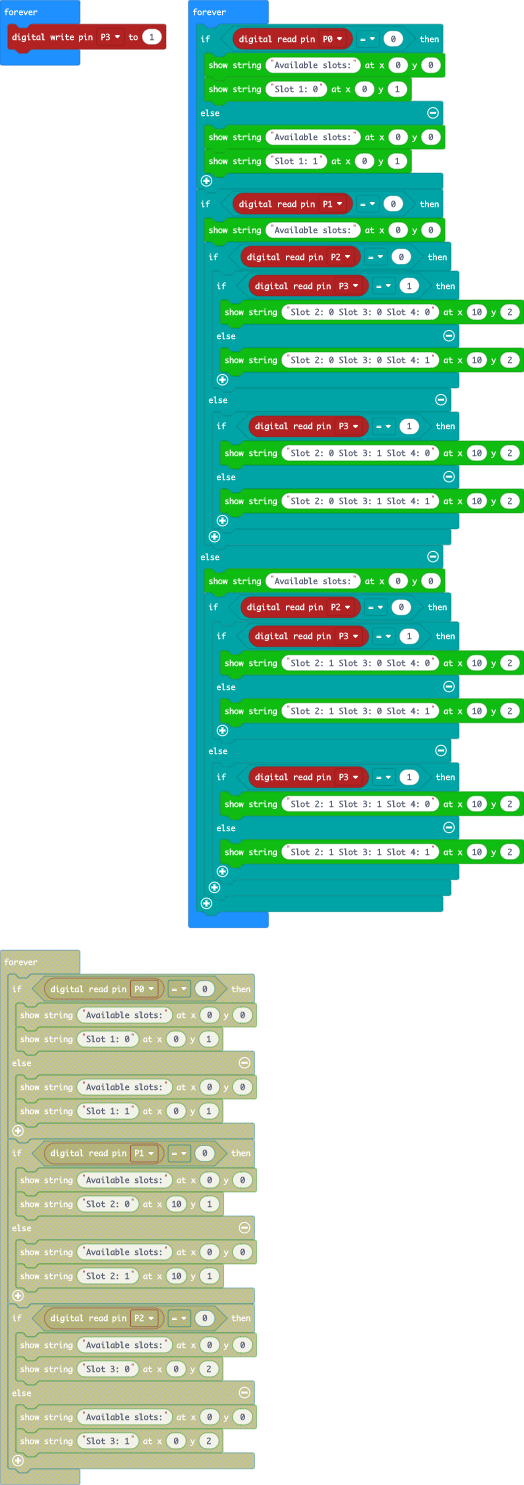 forever
digital write pin P3 to 1
forever
if digital read pin P0 = 0 then
show string "Available slots:" at x 0 y 0
show string "Slot 1: 0" at x 0 y 1
else
show string "Available slots:" at x 0 y 0
show string "Slot 1: 1" at x 0 y 1
if digital read pin P1 = 0 then
show string "Available slots:" at x 0 y 0
if digital read pin P2 = 0 then
if digital read pin P3 = 1 then
show string "Slot 2: 0 Slot 3: 0 Slot 4: 0" at x 10 y 2
else
show string "Slot 2: 0 Slot 3: 0 Slot 4: 1" at x 10 y 2
else
if digital read pin P3 = 1 then
show string "Slot 2: 0 Slot 3: 1 Slot 4: 0" at x 10 y 2
else
show string "Slot 2: 0 Slot 3: 1 Slot 4: 1" at x 10 y 2
else
show string "Available slots:" at x 0 y 0
if digital read pin P2 = 0 then
if digital read pin P3 = 1 then
show string "Slot 2: 1 Slot 3: 0 Slot 4: 0" at x 10 y 2
else
show string "Slot 2: 1 Slot 3: 0 Slot 4: 1" at x 10 y 2
else
if digital read pin P3 = 1 then
show string "Slot 2: 1 Slot 3: 1 Slot 4: 0" at x 10 y 2
else
show string "Slot 2: 1 Slot 3: 1 Slot 4: 1" at x 10 y 2
forever
if digital read pin P0 = 0 then
show string "Available slots:" at x 0 y 0
show string "Slot 1: 0" at x 0 y 1
else
show string "Available slots:" at x 0 y 0
show string "Slot 1: 1" at x 0 y 1
if digital read pin P1 = 0 then
show string "Available slots:" at x 0 y 0
show string "Slot 2: 0" at x 10 y 1
else
show string "Available slots:" at x 0 y 0
show string "Slot 2: 1" at x 10 y 1
if digital read pin P2 = 0 then
show string "Available slots:" at x 0 y 0
show string "Slot 3: 0" at x 0 y 2
else
show string "Available slots:" at x 0 y 0
show string "Slot 3: 1" at x 0 y 2